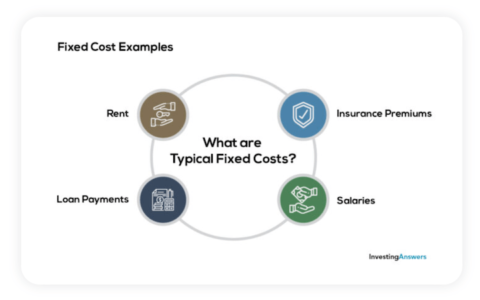 Fixed Cost Examples
Rent
Insurance Premiums
What are
Typical Fixed Costs?
Loan Payments
Salaries
InvestingAnswers